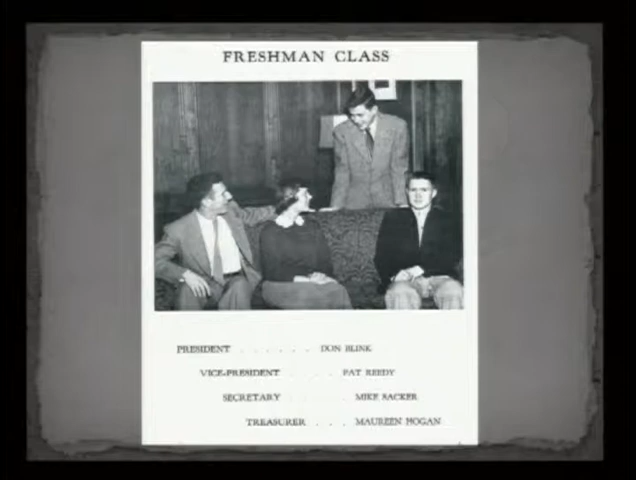 FRESHMAN CLASS
PRESIDENT . . . . . . DON BLINK
VICE-PRESIDENT . . . . PAT REEDY
SECRETARY . . . . . MIKE SACKER
TREASURER . . . MAUREEN HOGAN